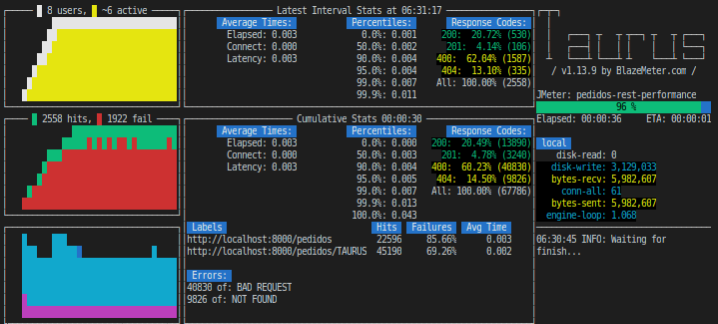 8 users, ~6 active
2558 hits, 1922 fail
Latest Interval Stats at 06:31:17
Average Times: Percentiles: Response Codes:
Elapsed: 0.003 0.0%: 0.001 200: 20.72% (530)
Connect: 0.000 50.0%: 0.002 201: 4.14% (106)
Latency: 0.003 90.0%: 0.004 400: 62.04% (1587)
95.0%: 0.004 404: 13.10% (335)
99.0%: 0.007 All: 100.00% (2558)
99.9%: 0.011
Cumulative Stats 00:00:30
Average Times: Percentiles: Response Codes:
Elapsed: 0.003 0.0%: 0.000 200: 20.49% (13890)
Connect: 0.000 50.0%: 0.003 201: 4.78% (3240)
Latency: 0.003 90.0%: 0.004 400: 60.23% (40830)
95.0%: 0.005 404: 14.50% (9826)
99.0%: 0.007 All: 100.00% (67786)
99.9%: 0.013
100.0%: 0.043
Labels Hits Failures Avg Time
http://localhost:8000/pedidos 22596 85.66% 0.003
http://localhost:8000/pedidos/TAURUS 45190 69.26% 0.002
Errors:
40830 of: BAD REQUEST
9826 of: NOT FOUND
TAURUS
/ v1.13.9 by BlazeMeter.com /
JMeter: pedidos-rest-performance
96 %
Elapsed: 00:00:36 ETA: 00:00:01
local
disk-read: 0
disk-write: 3,129,033
bytes-recv: 5,982,607
conn-all: 61
bytes-sent: 5,982,607
engine-loop: 1.068
06:30:45 INFO: Waiting for
finish...